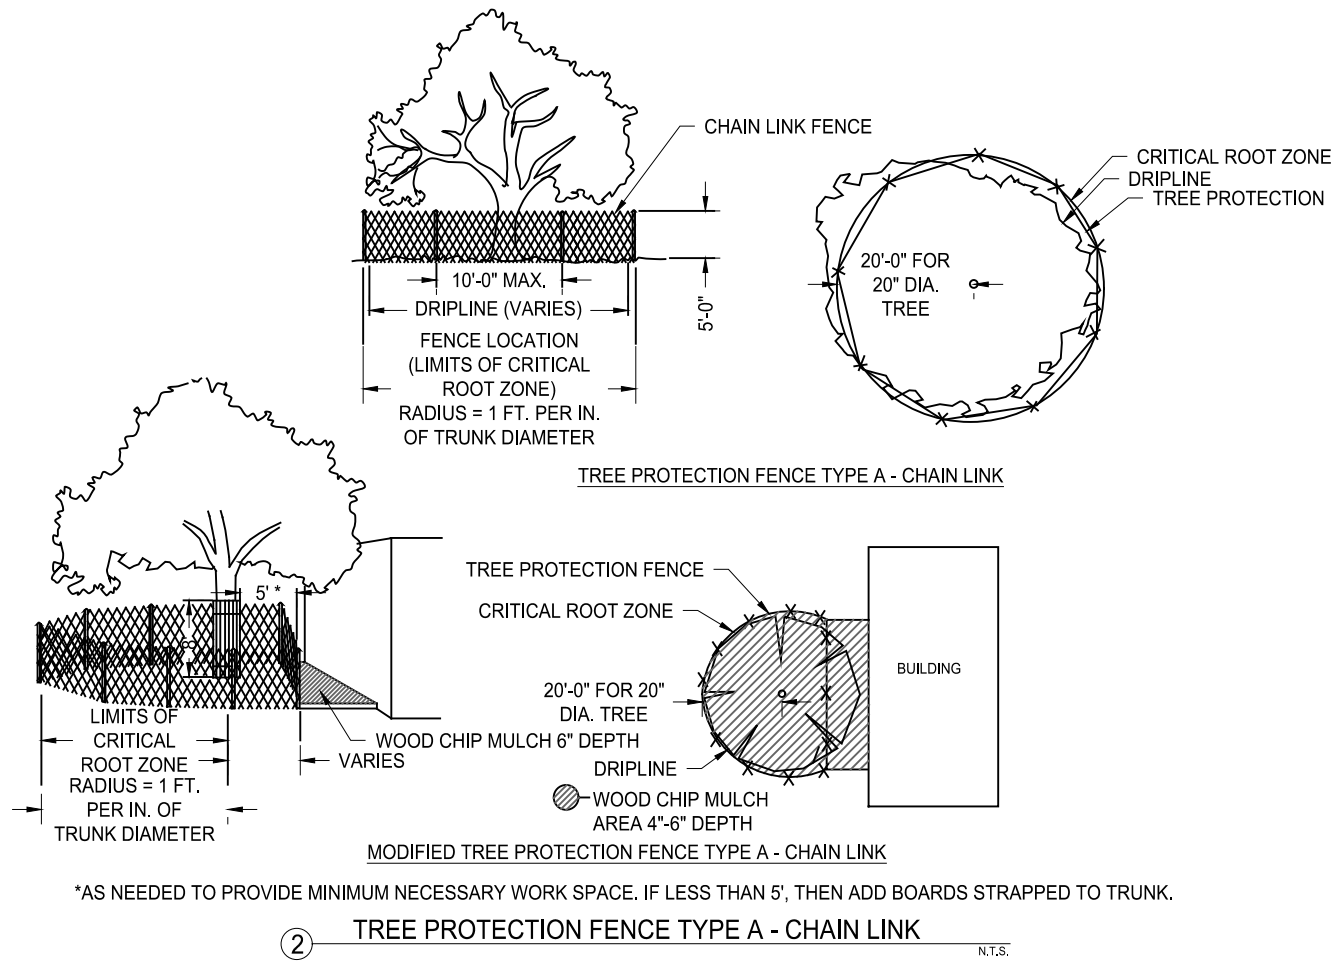 CHAIN LINK FENCE
CRITICAL ROOT ZONE
DRIPLINE
TREE PROTECTION
20'-0" FOR
20" DIA.
TREE
10'-0" MAX.
DRIPLINE (VARIES)
5'-0"
FENCE LOCATION
(LIMITS OF CRITICAL
ROOT ZONE)
RADIUS = 1 FT. PER IN.
OF TRUNK DIAMETER
TREE PROTECTION FENCE TYPE A - CHAIN LINK
5' *
8'
LIMITS OF
CRITICAL
ROOT ZONE
RADIUS = 1 FT.
PER IN. OF
TRUNK DIAMETER
WOOD CHIP MULCH 6" DEPTH
VARIES
TREE PROTECTION FENCE
CRITICAL ROOT ZONE
BUILDING
20'-0" FOR 20"
DIA. TREE
DRIPLINE
WOOD CHIP MULCH
AREA 4"-6" DEPTH
MODIFIED TREE PROTECTION FENCE TYPE A - CHAIN LINK
*AS NEEDED TO PROVIDE MINIMUM NECESSARY WORK SPACE. IF LESS THAN 5', THEN ADD BOARDS STRAPPED TO TRUNK.
2 TREE PROTECTION FENCE TYPE A - CHAIN LINK
N.T.S.